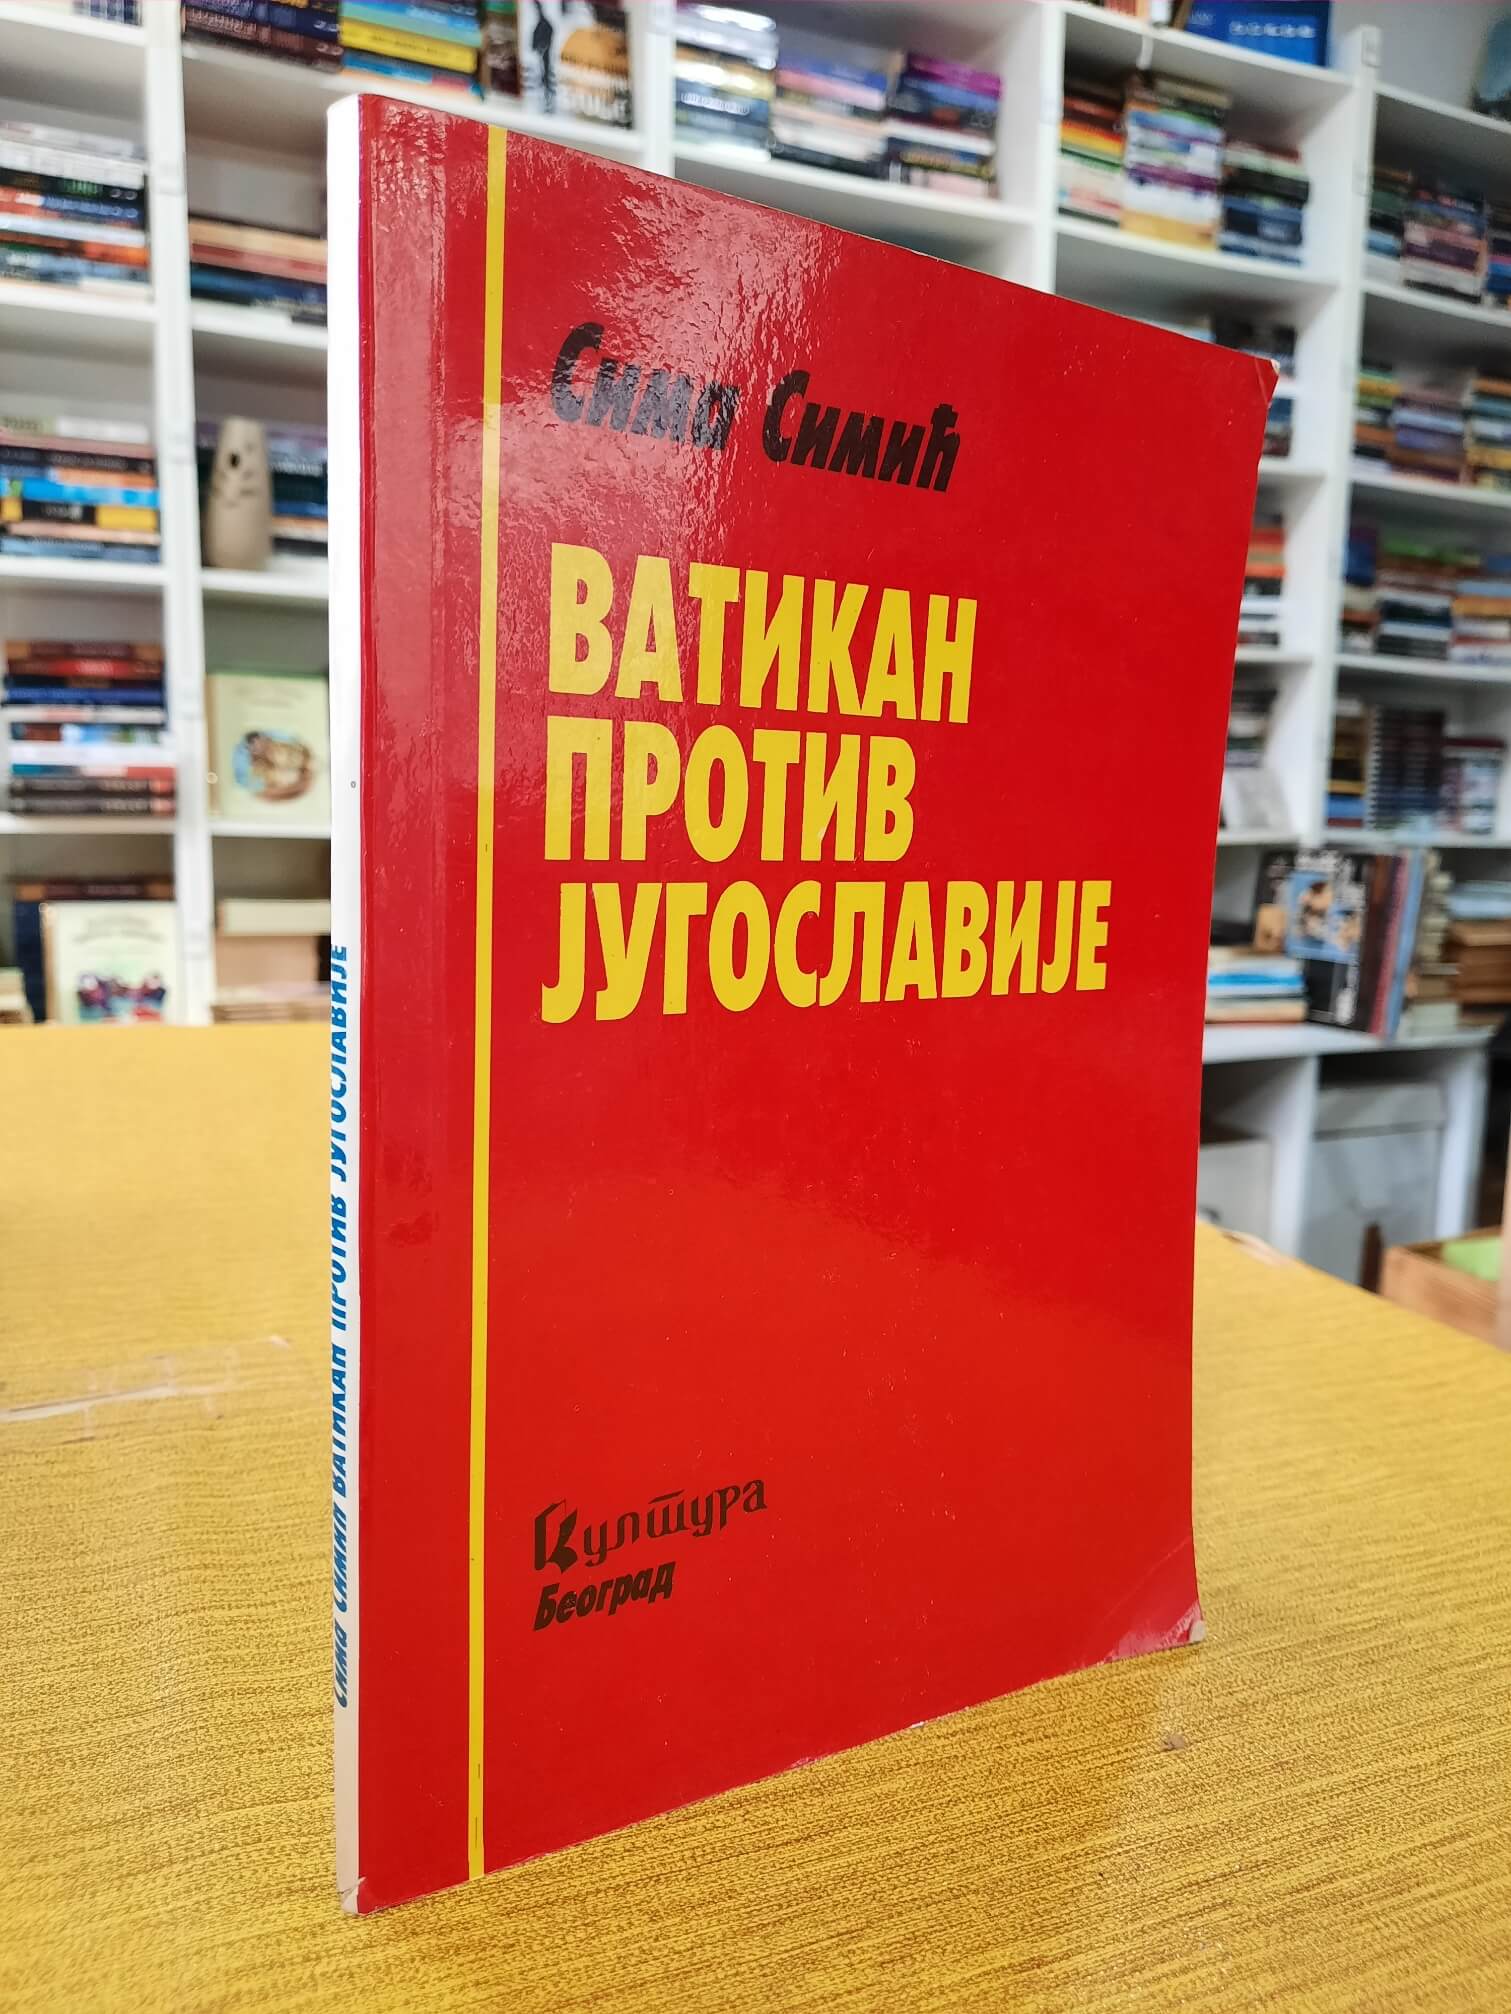 Сима Симић
ВАТИКАН
ПРОТИВ
ЈУГОСЛАВИЈЕ
Култура
Београд
Сима Симић ВАТИКАН ПРОТИВ ЈУГОСЛАВИЈЕ